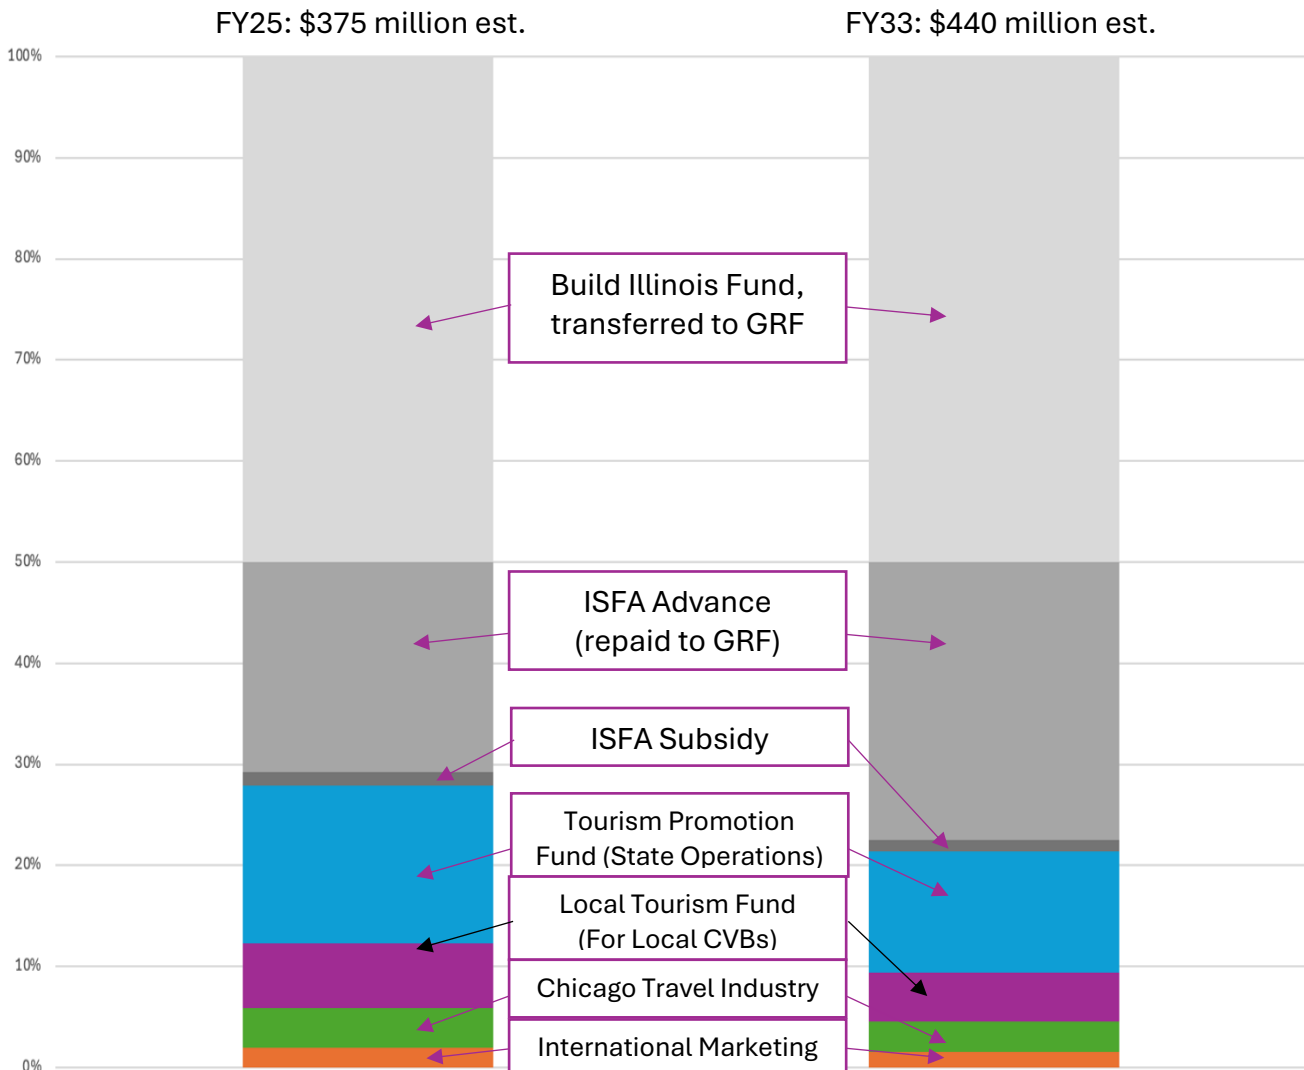 FY25: $375 million est.
FY33: $440 million est.
100%
90%
80%
70%
60%
50%
40%
30%
20%
10%
0%
Build Illinois Fund,
transferred to GRF
ISFA Advance
(repaid to GRF)
ISFA Subsidy
Tourism Promotion
Fund (State Operations)
Local Tourism Fund
(For Local CVBs)
Chicago Travel Industry
International Marketing